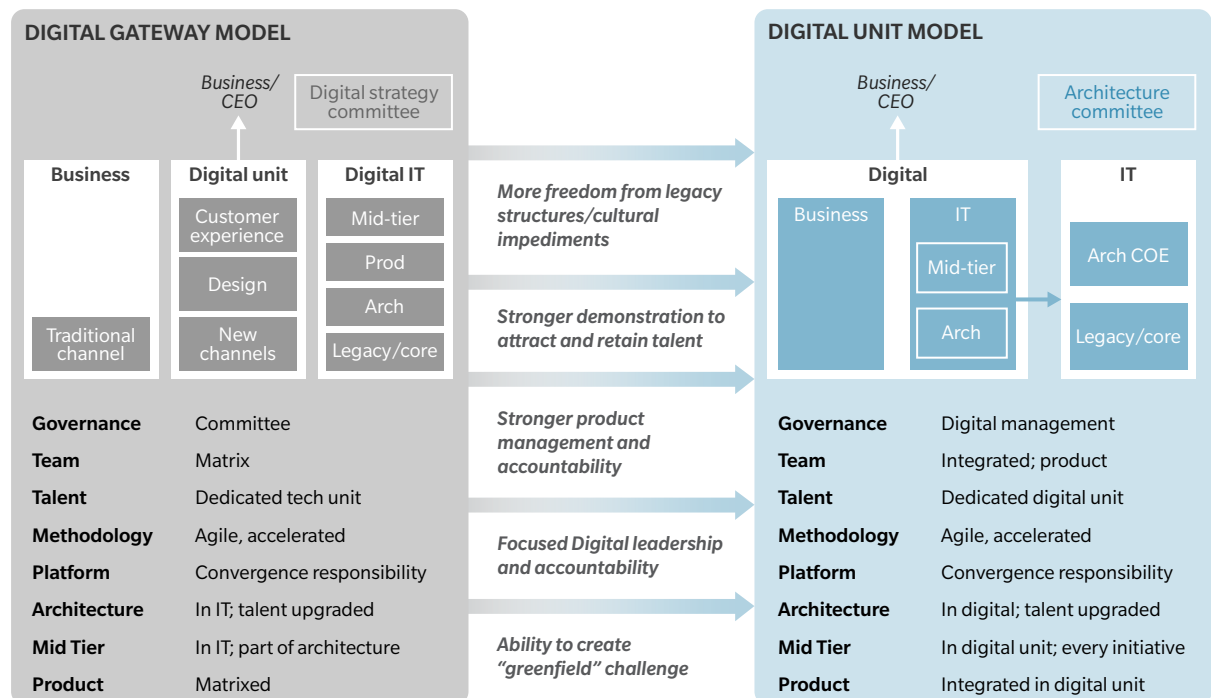 DIGITAL GATEWAY MODEL
Business/
CEO
Digital strategy
committee
Business
Traditional
channel
Digital unit
Customer
experience
Design
New
channels
Digital IT
Mid-tier
Prod
Arch
Legacy/core
Governance Committee
Team Matrix
Talent Dedicated tech unit
Methodology Agile, accelerated
Platform Convergence responsibility
Architecture In IT; talent upgraded
Mid Tier In IT; part of architecture
Product Matrixed
More freedom from legacy
structures/cultural
impediments
Stronger demonstration to
attract and retain talent
Stronger product
management and
accountability
Focused Digital leadership
and accountability
Ability to create
“greenfield” challenge
DIGITAL UNIT MODEL
Business/
CEO
Architecture
committee
Digital
Business
IT
Mid-tier
Arch
IT
Arch COE
Legacy/core
Governance Digital management
Team Integrated; product
Talent Dedicated digital unit
Methodology Agile, accelerated
Platform Convergence responsibility
Architecture In digital; talent upgraded
Mid Tier In digital unit; every initiative
Product Integrated in digital unit